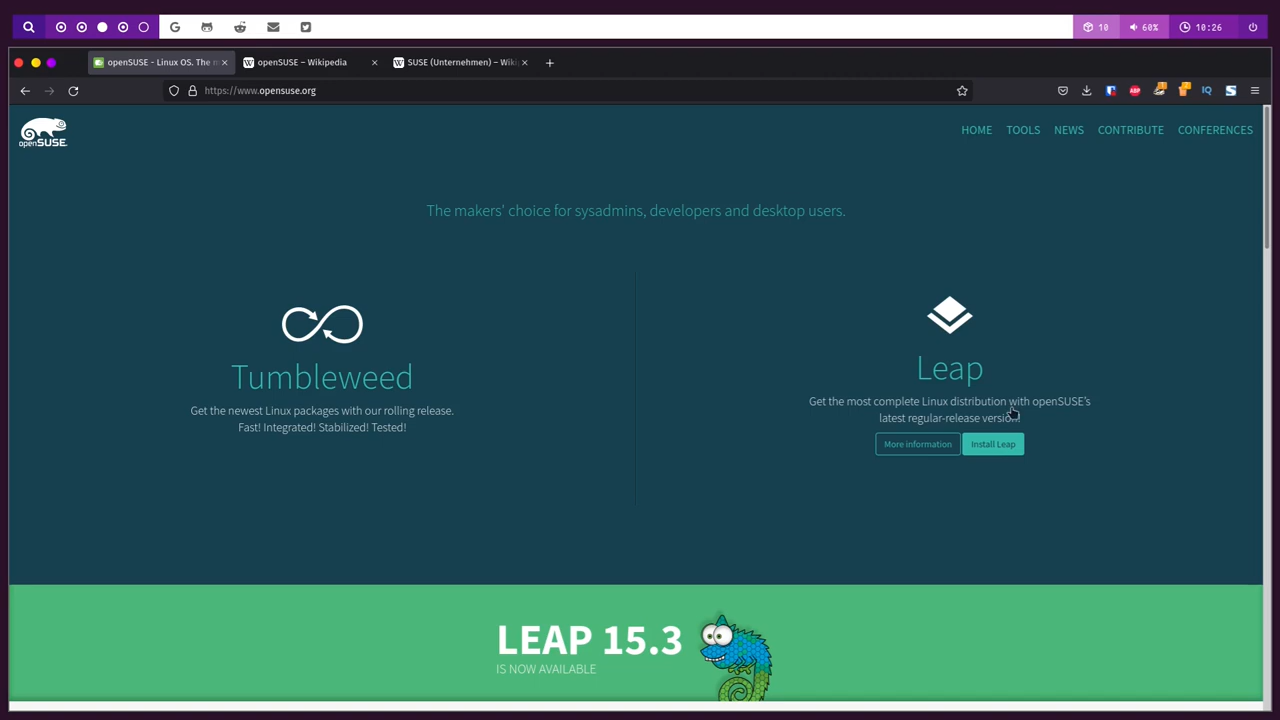 10
60%
10:26
openSUSE - Linux OS. The m
openSUSE – Wikipedia
SUSE (Unternehmen) – Wiki
https://www.opensuse.org
ABP
IQ
openSUSE
HOME
TOOLS
NEWS
CONTRIBUTE
CONFERENCES
The makers' choice for sysadmins, developers and desktop users.
Tumbleweed
Get the newest Linux packages with our rolling release.
Fast! Integrated! Stabilized! Tested!
Leap
Get the most complete Linux distribution with openSUSE's
latest regular-release version!
More information
Install Leap
LEAP 15.3
IS NOW AVAILABLE